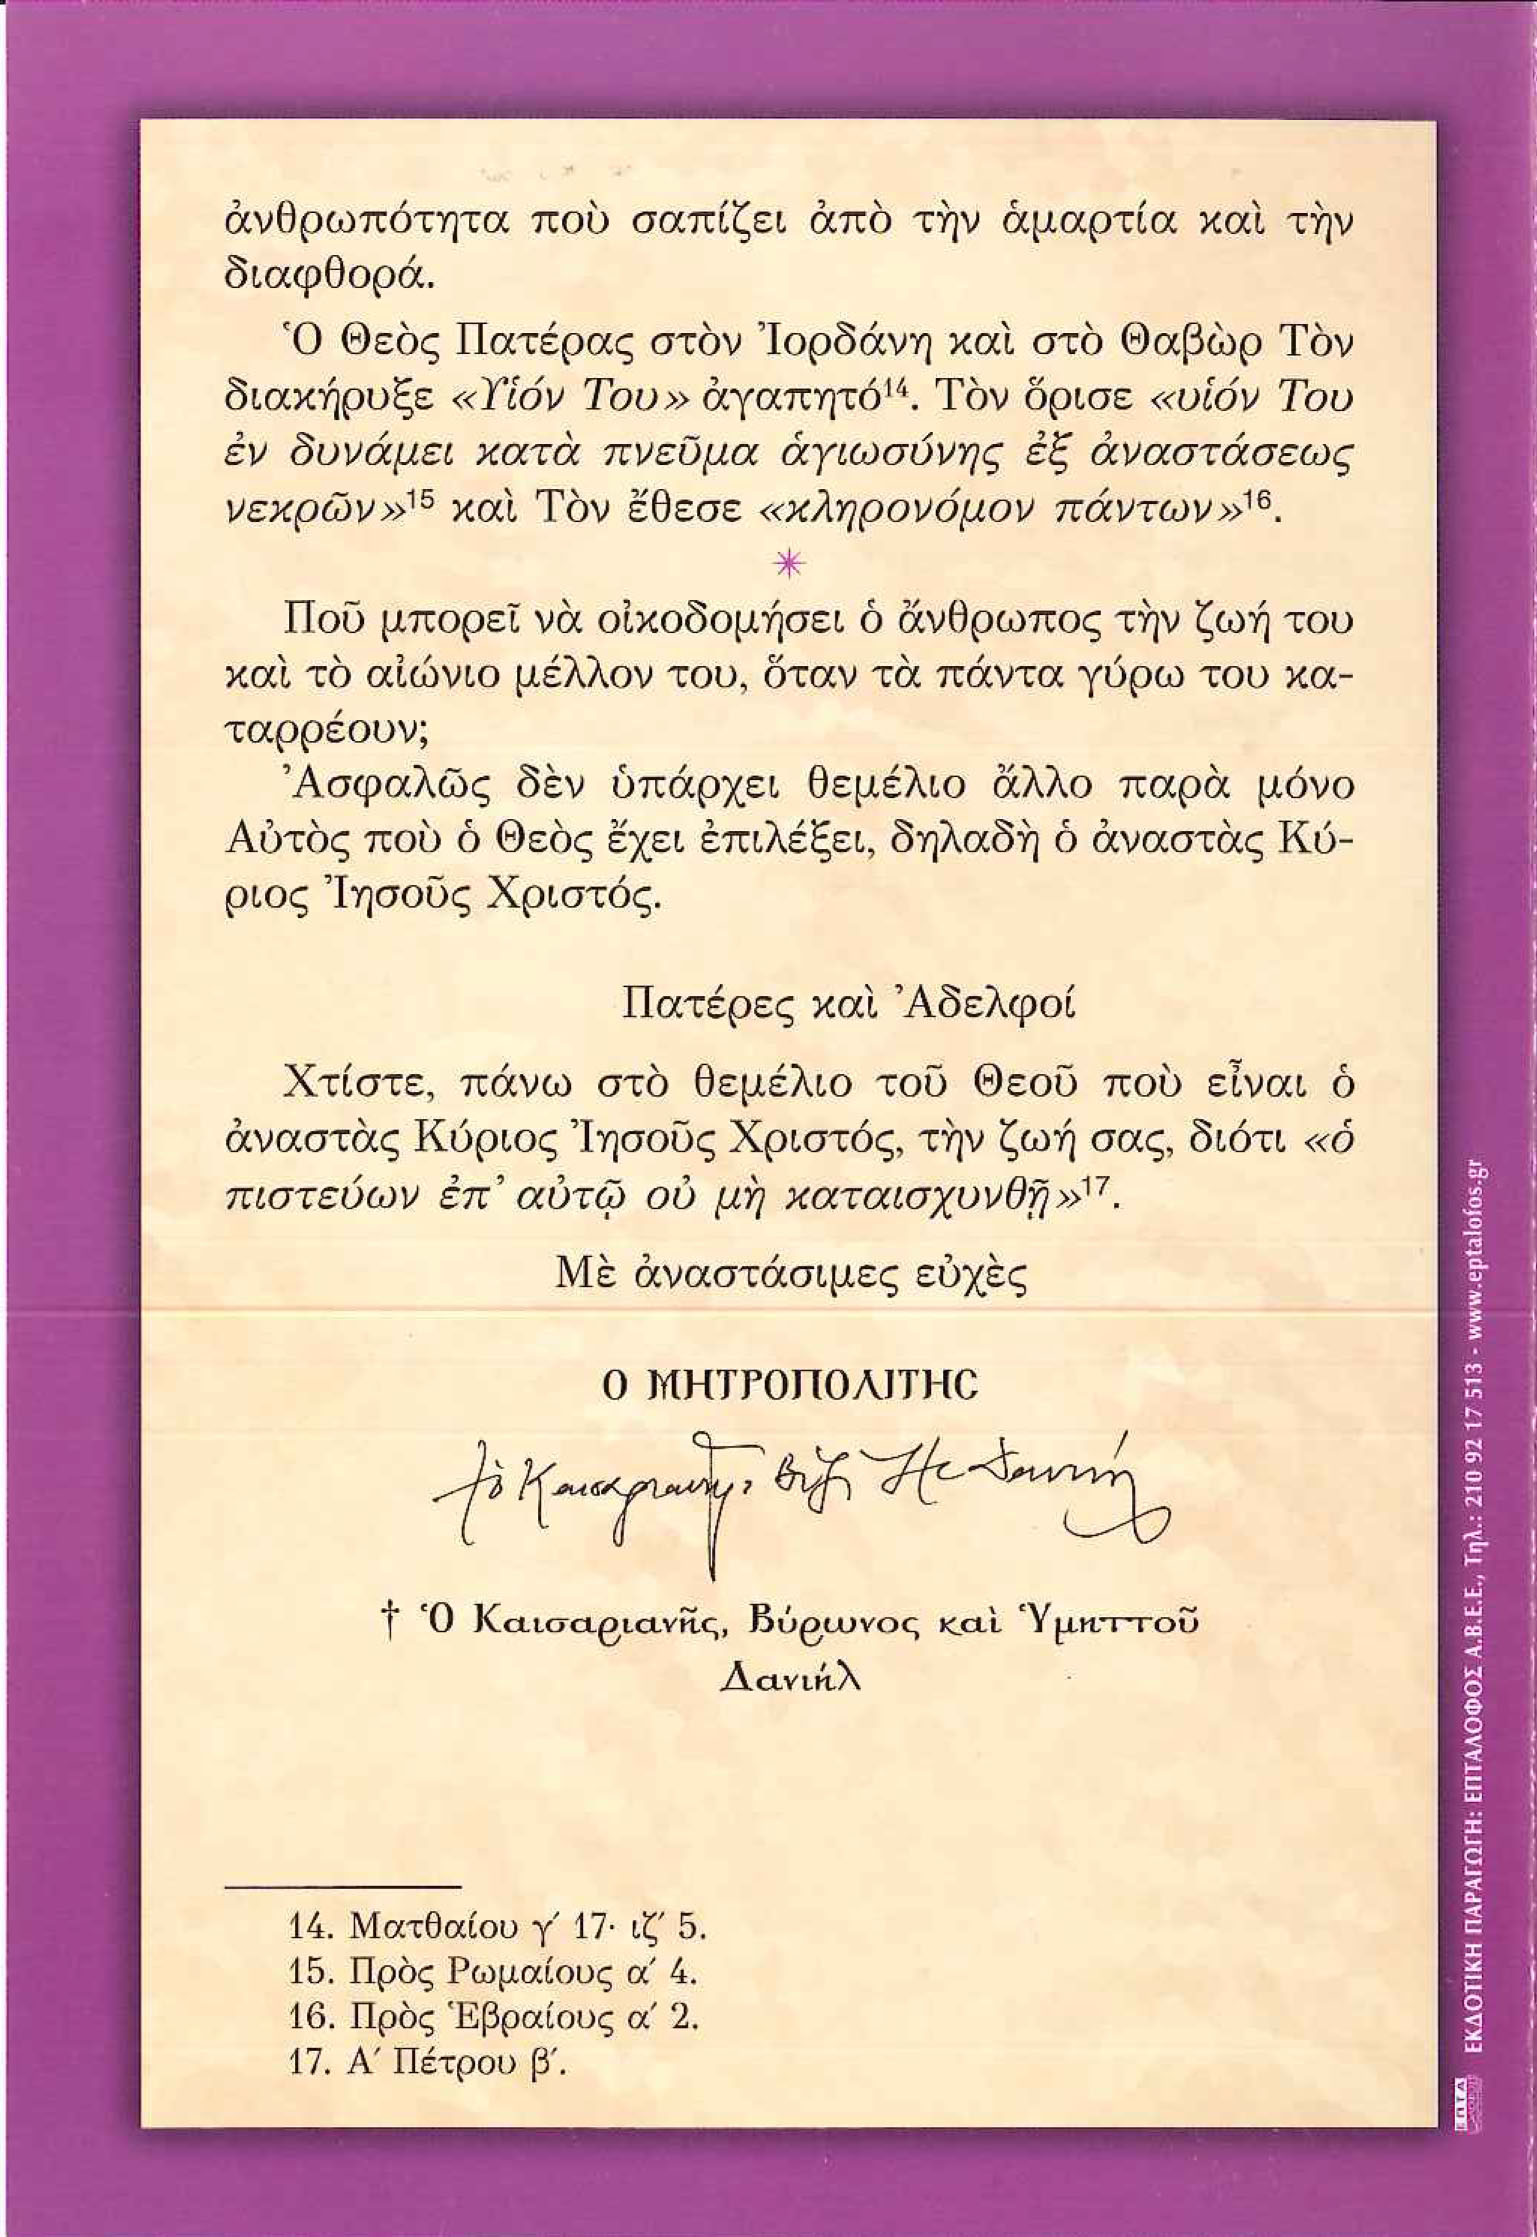 ἀνθρωπότητα ποὺ σαπίζει ἀπὸ τὴν ἁμαρτία καὶ τὴν
διαφθορά.
Ὁ Θεὸς Πατέρας στὸν Ἰορδάνη καὶ στὸ Θαβὼρ Τὸν
διακήρυξε «Υἱόν Του» ἀγαπητό¹⁴. Τὸν ὅρισε «υἱόν Του
ἐν δυνάμει κατὰ πνεῦμα ἁγιωσύνης ἐξ ἀναστάσεως
νεκρῶν»¹⁵ καὶ Τὸν ἔθεσε «κληρονόμον πάντων»¹⁶.
*
Ποῦ μπορεῖ νὰ οἰκοδομήσει ὁ ἄνθρωπος τὴν ζωή του
καὶ τὸ αἰώνιο μέλλον του, ὅταν τὰ πάντα γύρω του κα-
ταρρέουν;
Ἀσφαλῶς δὲν ὑπάρχει θεμέλιο ἄλλο παρὰ μόνο
Αὐτὸς ποὺ ὁ Θεὸς ἔχει ἐπιλέξει, δηλαδὴ ὁ ἀναστὰς Κύ-
ριος Ἰησοῦς Χριστός.
Πατέρες καὶ Ἀδελφοί
Χτίστε, πάνω στὸ θεμέλιο τοῦ Θεοῦ ποὺ εἶναι ὁ
ἀναστὰς Κύριος Ἰησοῦς Χριστός, τὴν ζωή σας, διότι «ὁ
πιστεύων ἐπ’ αὐτῷ οὐ μὴ καταισχυνθῇ»¹⁷.
Μὲ ἀναστάσιμες εὐχὲς
Ο ΜΗΤΡΟΠΟΛΙΤΗС
† Ὁ Καισαριανῆς, Βύρωνος καὶ Ὑμηττοῦ
Δανιήλ
14. Ματθαίου γ´ 17· ιζ´ 5.
15. Πρὸς Ρωμαίους α´ 4.
16. Πρὸς Ἑβραίους α´ 2.
17. Α´ Πέτρου β´.
ΕΚΔΟΤΙΚΗ ΠΑΡΑΓΩΓΗ: ΕΠΤΑΛΟΦΟΣ Α.Β.Ε.Ε., Τηλ.: 210 92 17 513 - www.eptalofos.gr